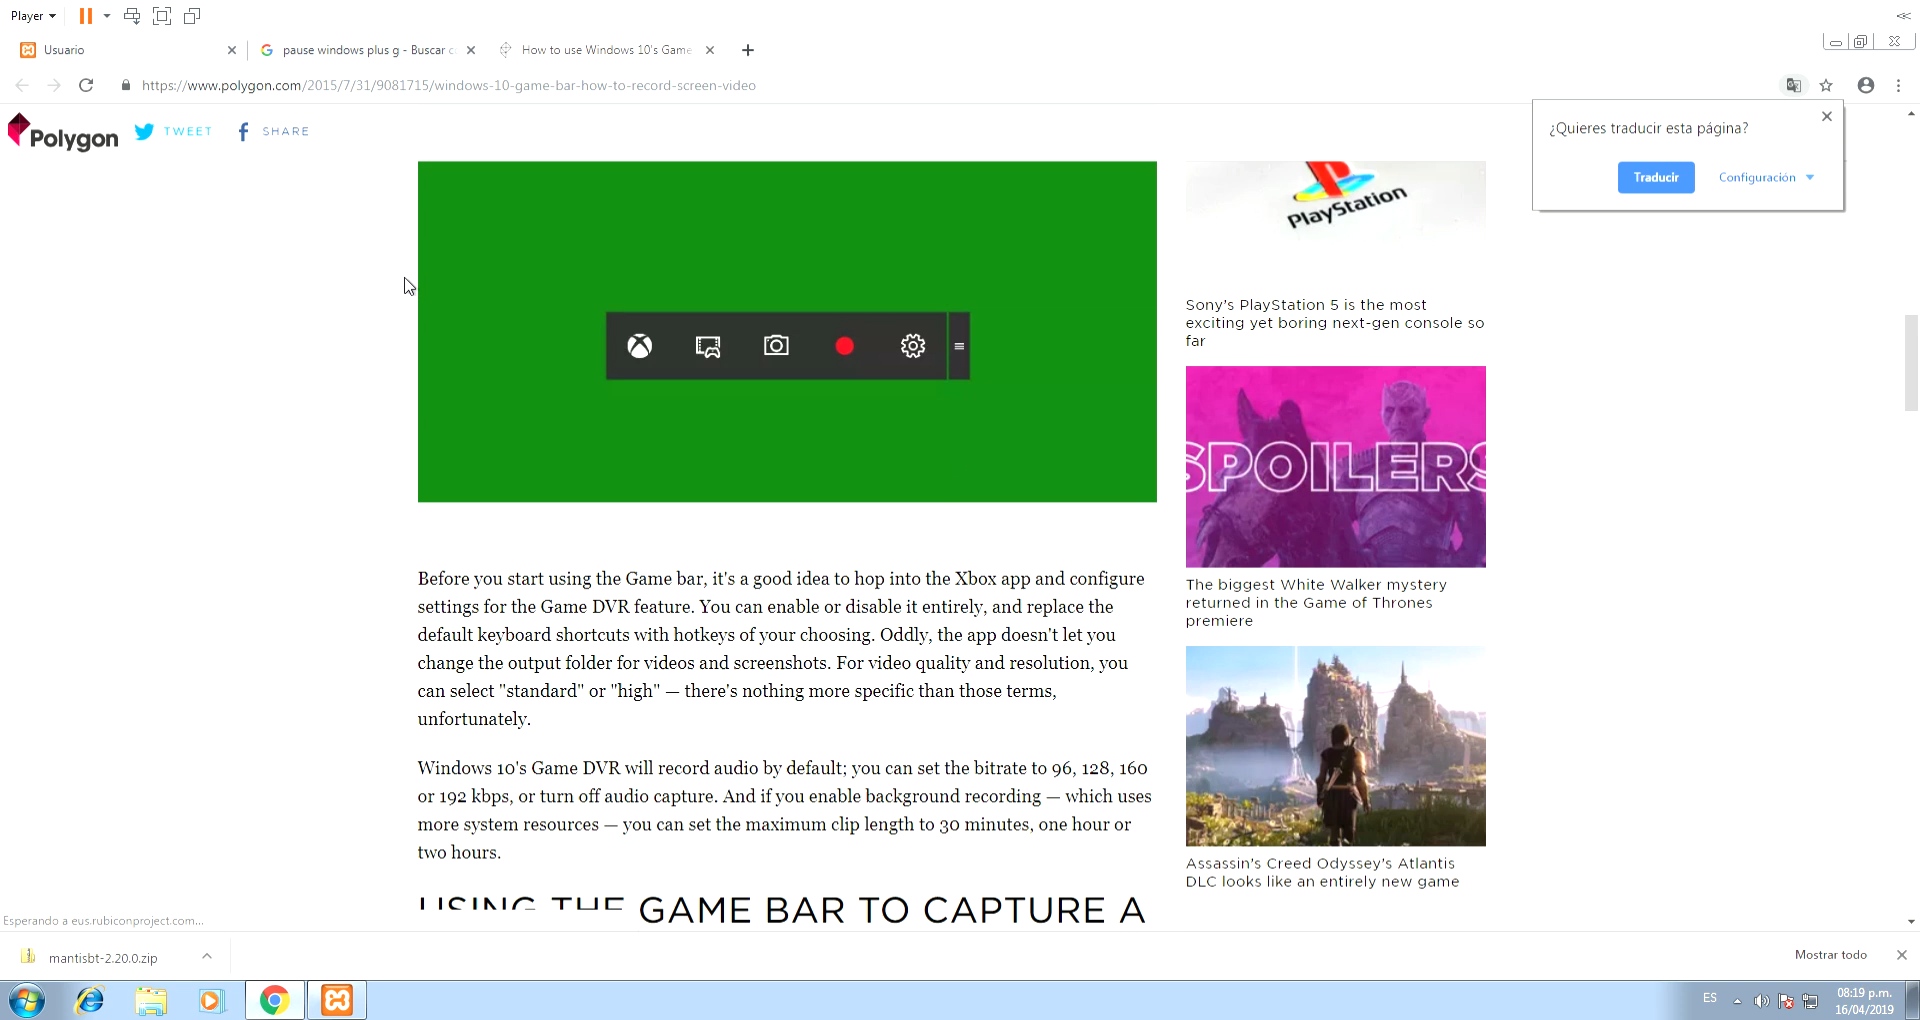 Player
Usuario
pause windows plus g - Buscar c
How to use Windows 10's Game
https://www.polygon.com/2015/7/31/9081715/windows-10-game-bar-how-to-record-screen-video
Polygon
TWEET
SHARE
¿Quieres traducir esta página?
Traducir
Configuración
PlayStation
Sony's PlayStation 5 is the most
exciting yet boring next-gen console so
far
SPOILERS
The biggest White Walker mystery
returned in the Game of Thrones
premiere
Assassin's Creed Odyssey's Atlantis
DLC looks like an entirely new game
Before you start using the Game bar, it's a good idea to hop into the Xbox app and configure
settings for the Game DVR feature. You can enable or disable it entirely, and replace the
default keyboard shortcuts with hotkeys of your choosing. Oddly, the app doesn't let you
change the output folder for videos and screenshots. For video quality and resolution, you
can select "standard" or "high" — there's nothing more specific than those terms,
unfortunately.
Windows 10's Game DVR will record audio by default; you can set the bitrate to 96, 128, 160
or 192 kbps, or turn off audio capture. And if you enable background recording — which uses
more system resources — you can set the maximum clip length to 30 minutes, one hour or
two hours.
USING THE GAME BAR TO CAPTURE A
Esperando a eus.rubiconproject.com...
mantisbt-2.20.0.zip
Mostrar todo
ES
08:19 p.m.
16/04/2019